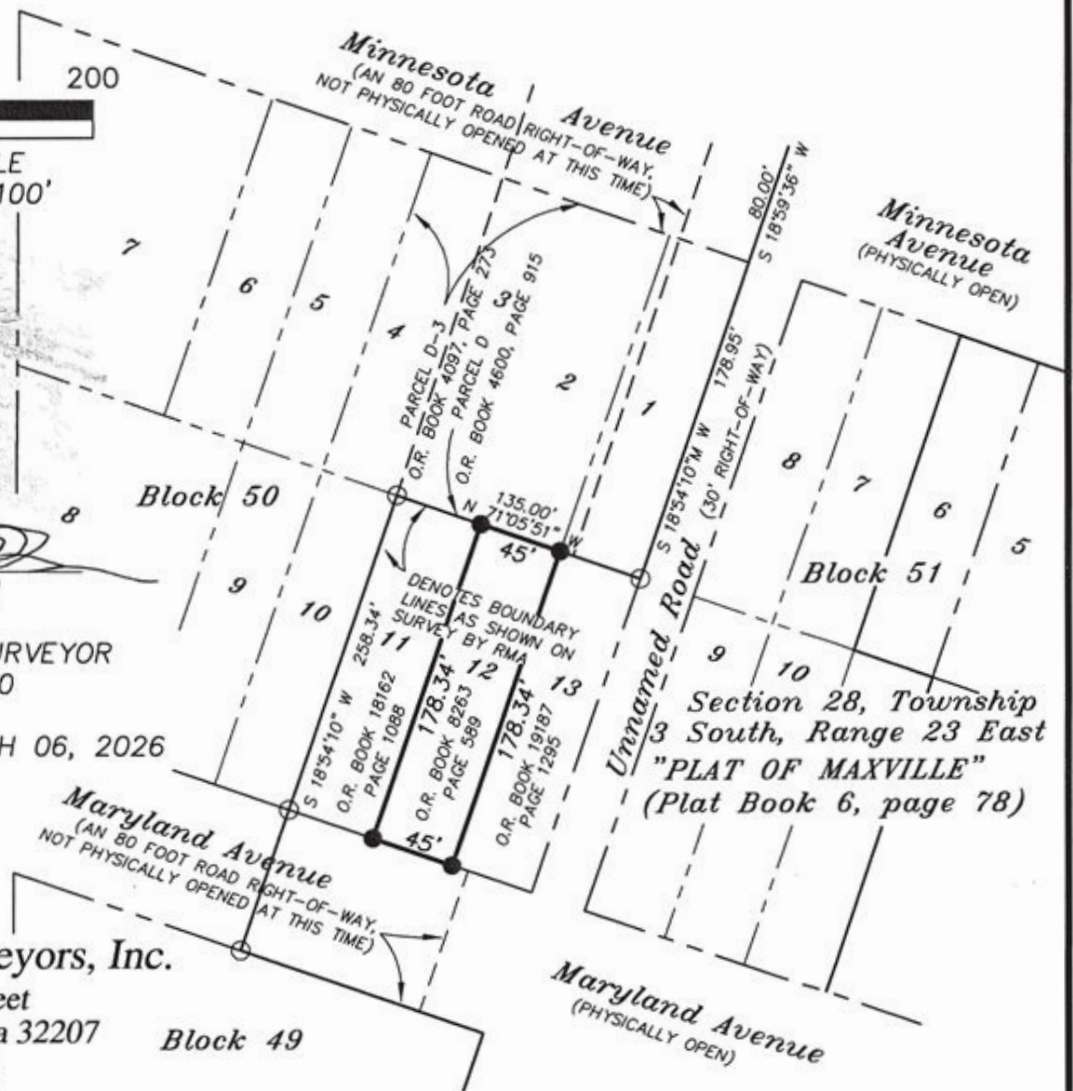 200
LE
100'
Minnesota Avenue
(AN 80 FOOT ROAD RIGHT-OF-WAY,
NOT PHYSICALLY OPENED AT THIS TIME)
80.00'
S 18°59'36" W
Minnesota
Avenue
(PHYSICALLY OPEN)
7
6
5
4
3
2
1
PARCEL D-3
O.R. BOOK 4097, PAGE 273
PARCEL D
O.R. BOOK 4600, PAGE 915
178.95'
S 18°54'10"M W
Unnamed Road (30' RIGHT-OF-WAY)
8
7
6
5
Block 51
9
10
Block 50
8
9
10
135.00'
N 71°05'51" W
45'
DENOTES BOUNDARY
LINES AS SHOWN ON
SURVEY BY RMA
11
12
13
S 18°54'10" W 258.34'
O.R. BOOK 18162
PAGE 1088
178.34'
O.R. BOOK 8263
PAGE 589
178.34'
O.R. BOOK 19187
PAGE 1295
45'
URVEYOR
0
H 06, 2026
Section 28, Township
3 South, Range 23 East
"PLAT OF MAXVILLE"
(Plat Book 6, page 78)
Maryland Avenue
(AN 80 FOOT ROAD RIGHT-OF-WAY,
NOT PHYSICALLY OPENED AT THIS TIME)
eyors, Inc.
eet
a 32207
Block 49
Maryland Avenue
(PHYSICALLY OPEN)